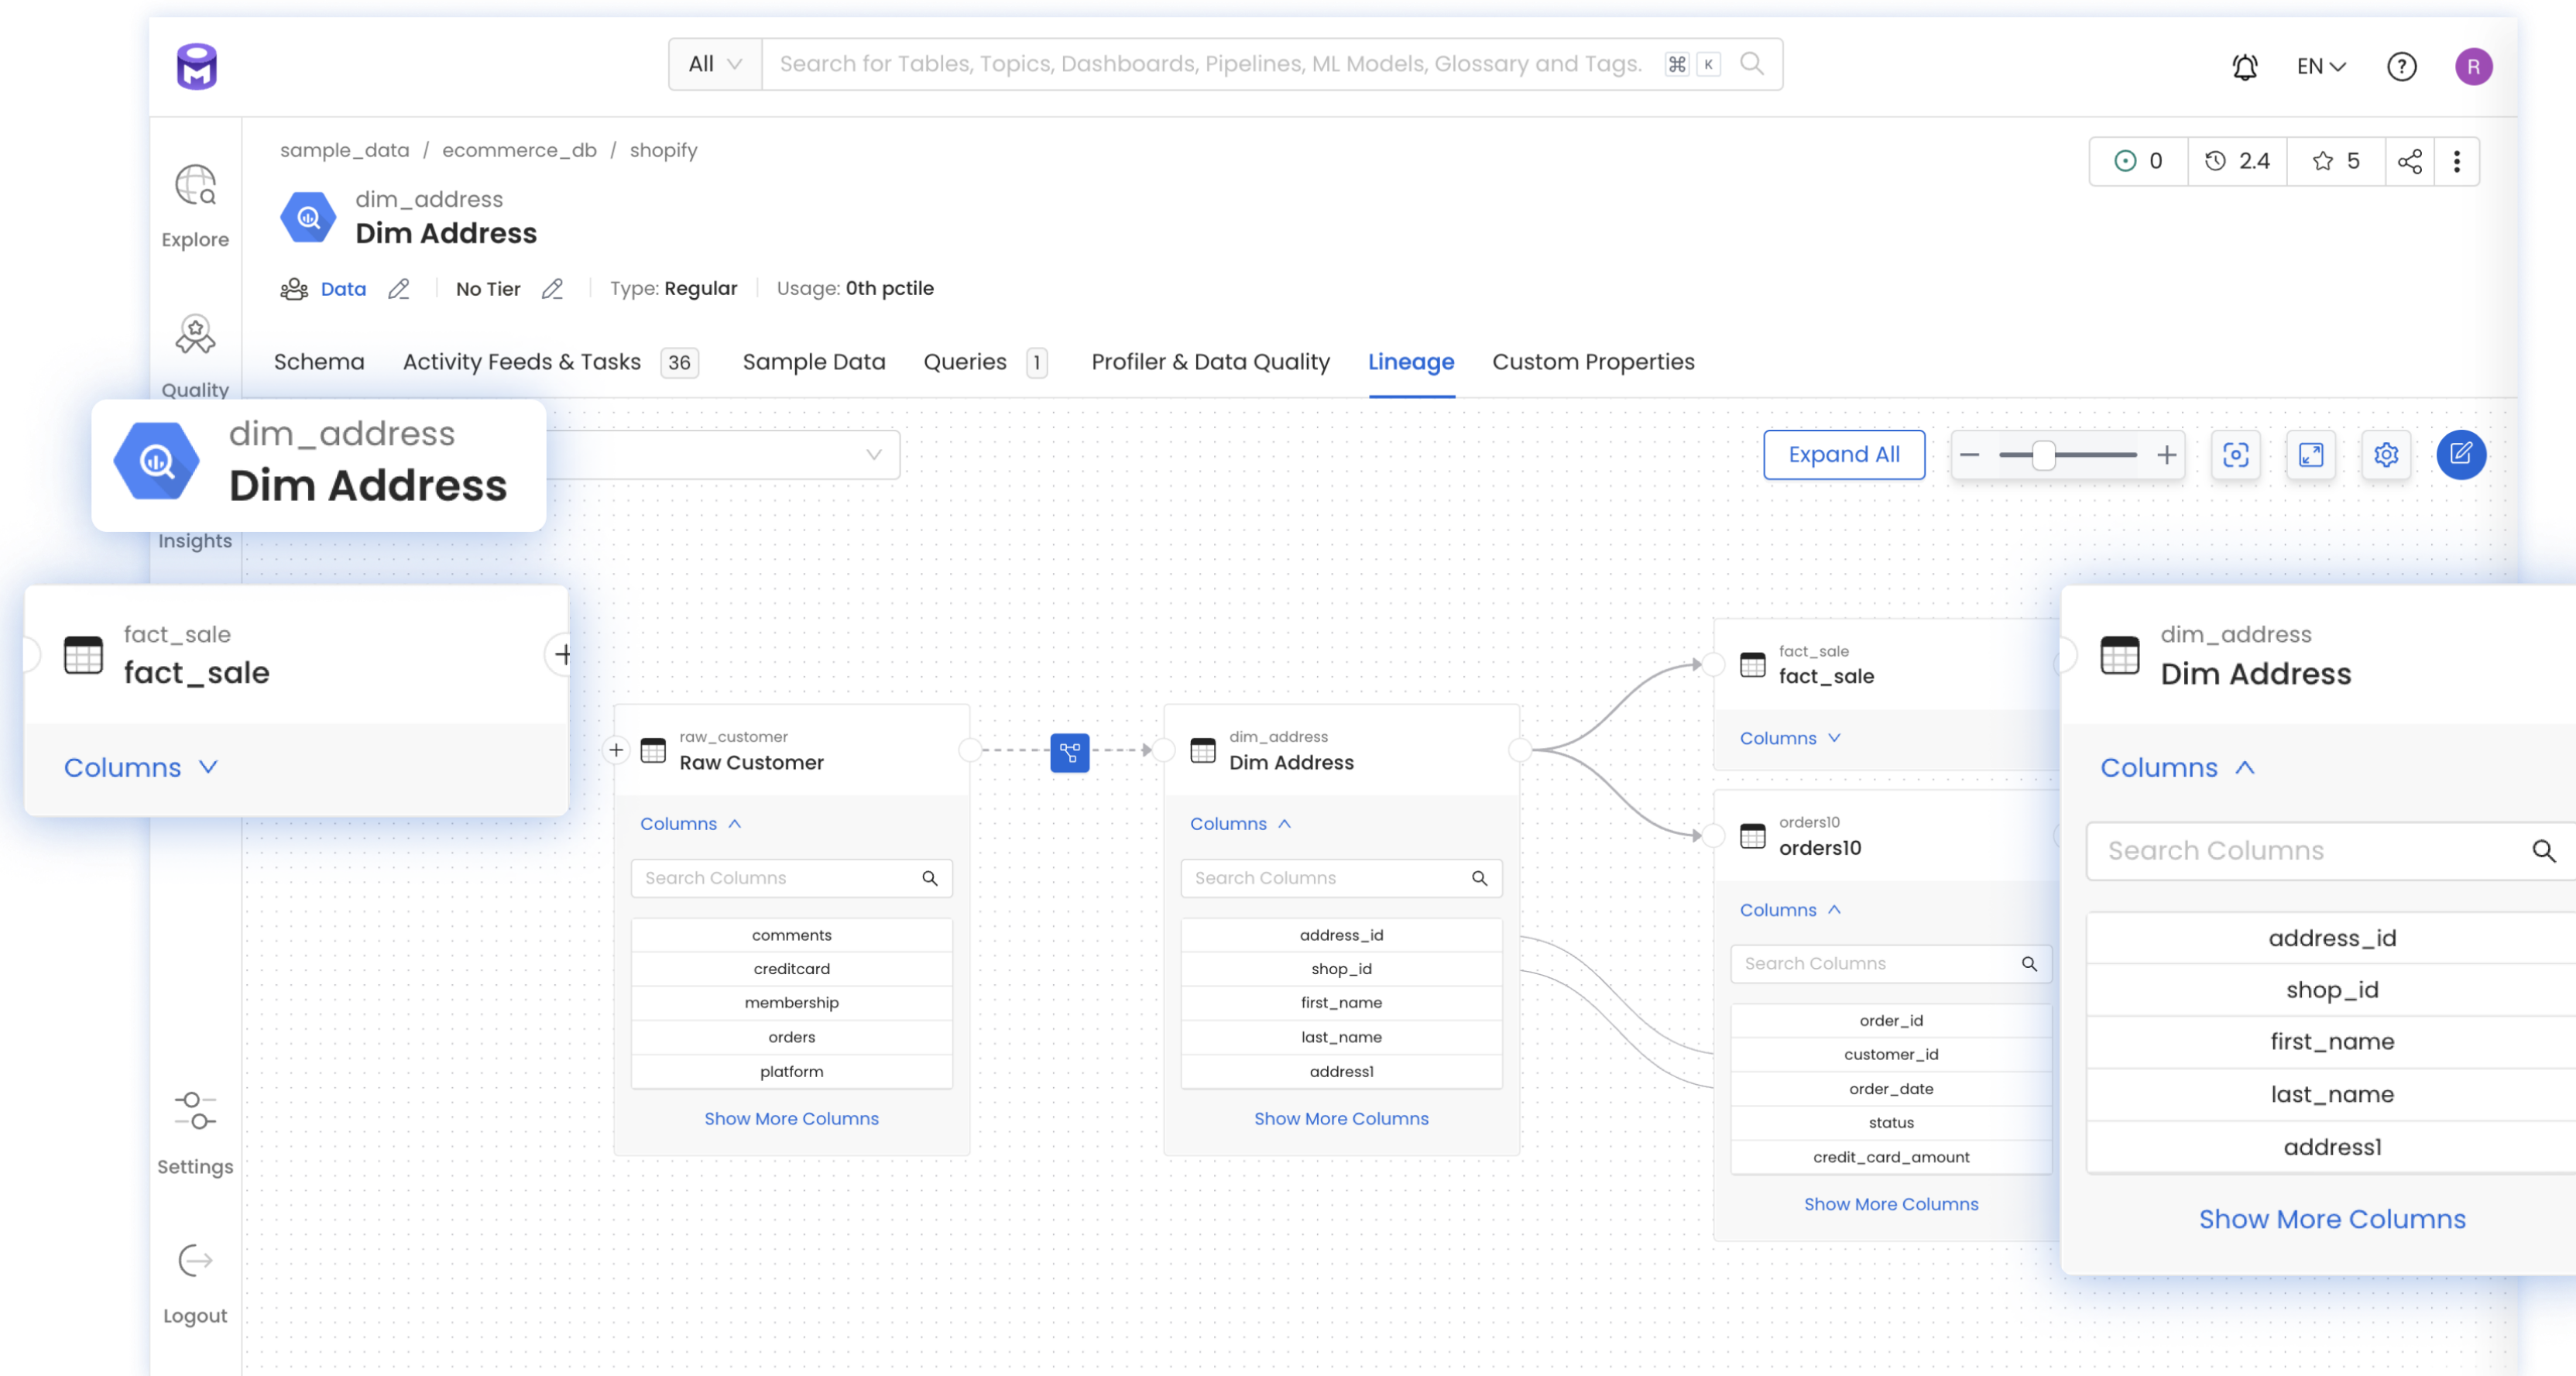 All
Search for Tables, Topics, Dashboards, Pipelines, ML Models, Glossary and Tags.
⌘ K
EN
?
R
sample_data / ecommerce_db / shopify
0
2.4
5
dim_address
Dim Address
Data
No Tier
Type: Regular
Usage: 0th pctile
Explore
Quality
Insights
Settings
Logout
Schema
Activity Feeds & Tasks 36
Sample Data
Queries 1
Profiler & Data Quality
Lineage
Custom Properties
dim_address
Dim Address
Expand All
fact_sale
fact_sale
Columns
raw_customer
Raw Customer
Columns
Search Columns
comments
creditcard
membership
orders
platform
Show More Columns
dim_address
Dim Address
Columns
Search Columns
address_id
shop_id
first_name
last_name
address1
Show More Columns
fact_sale
fact_sale
Columns
orders10
orders10
Columns
Search Columns
order_id
customer_id
order_date
status
credit_card_amount
Show More Columns
dim_address
Dim Address
Columns
Search Columns
address_id
shop_id
first_name
last_name
address1
Show More Columns